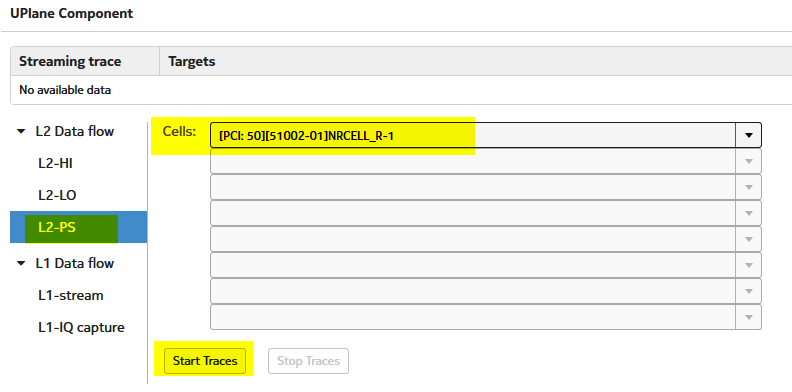 UPlane Component
Streaming trace Targets
No available data
L2 Data flow
Cells: [PCI: 50][51002-01]NRCELL_R-1
L2-HI
L2-LO
L2-PS
L1 Data flow
L1-stream
L1-IQ capture
Start Traces Stop Traces